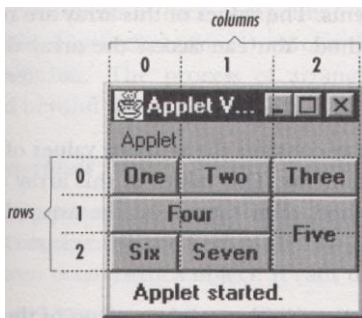 columns
0 1 2
Applet V...
Applet
0 One Two Three
rows 1 Four
Five
2 Six Seven
Applet started.